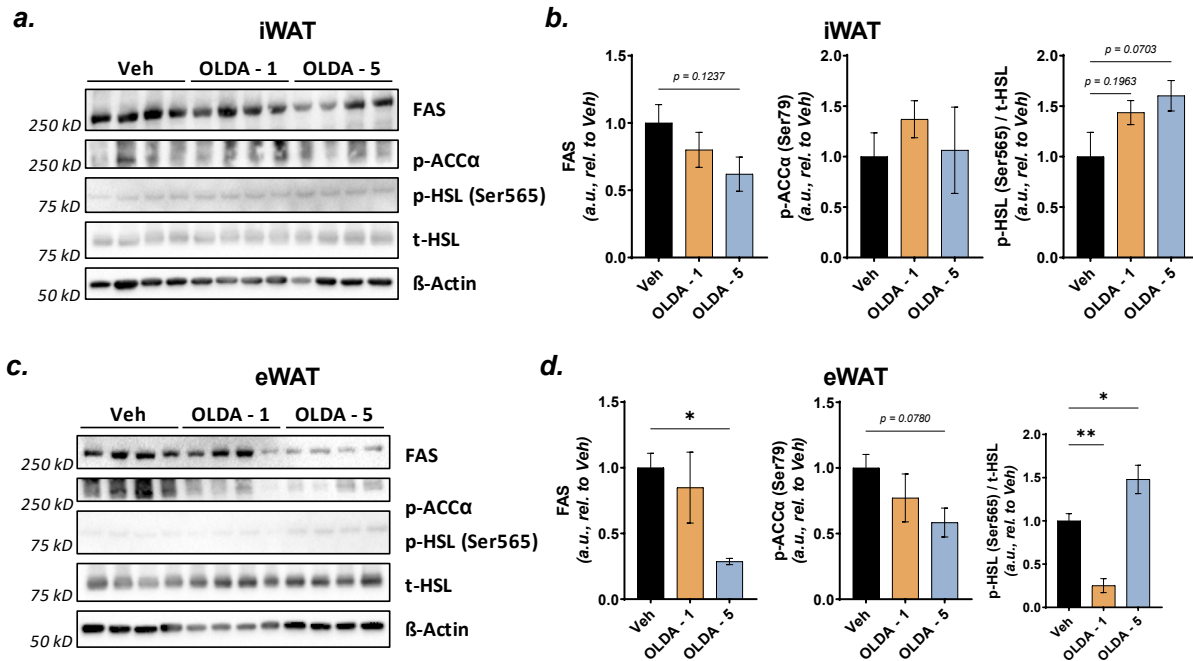 a.
iWAT
Veh OLDA - 1 OLDA - 5
FAS
250 kD
p-ACCα
250 kD
p-HSL (Ser565)
75 kD
t-HSL
75 kD
ß-Actin
50 kD
b.
iWAT
p = 0.1237
FAS
(a.u., rel. to Veh)
1.5
1.0
0.5
0.0
Veh
OLDA - 1
OLDA - 5
p-ACCα (Ser79)
(a.u., rel. to Veh)
2.0
1.5
1.0
0.5
0.0
Veh
OLDA - 1
OLDA - 5
p = 0.0703
p = 0.1963
p-HSL (Ser565) / t-HSL
(a.u., rel. to Veh)
2.0
1.5
1.0
0.5
0.0
Veh
OLDA - 1
OLDA - 5
c.
eWAT
Veh OLDA - 1 OLDA - 5
FAS
250 kD
p-ACCα
250 kD
p-HSL (Ser565)
75 kD
t-HSL
75 kD
ß-Actin
50 kD
d.
eWAT
*
FAS
(a.u., rel. to Veh)
1.5
1.0
0.5
0.0
Veh
OLDA - 1
OLDA - 5
p = 0.0780
p-ACCα (Ser79)
(a.u., rel. to Veh)
1.5
1.0
0.5
0.0
Veh
OLDA - 1
OLDA - 5
*
**
p-HSL (Ser565) / t-HSL
(a.u., rel. to Veh)
2.0
1.5
1.0
0.5
0.0
Veh
OLDA - 1
OLDA - 5